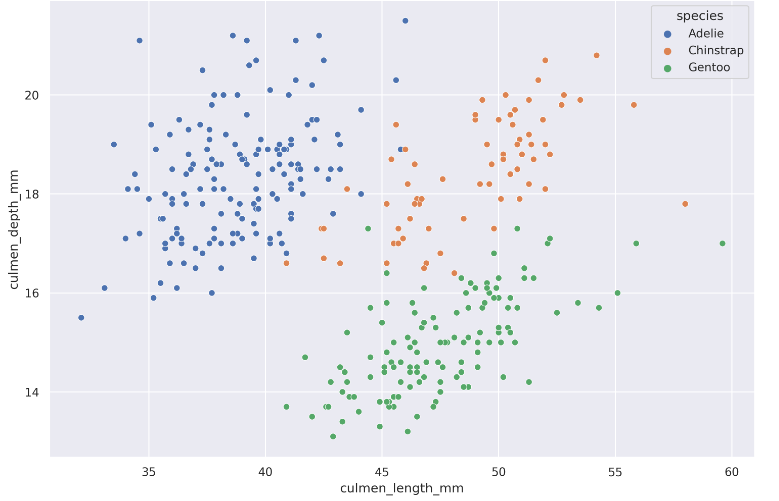 species
Adelie
Chinstrap
Gentoo
20
18
16
14
culmen_depth_mm
35 40 45 50 55 60
culmen_length_mm